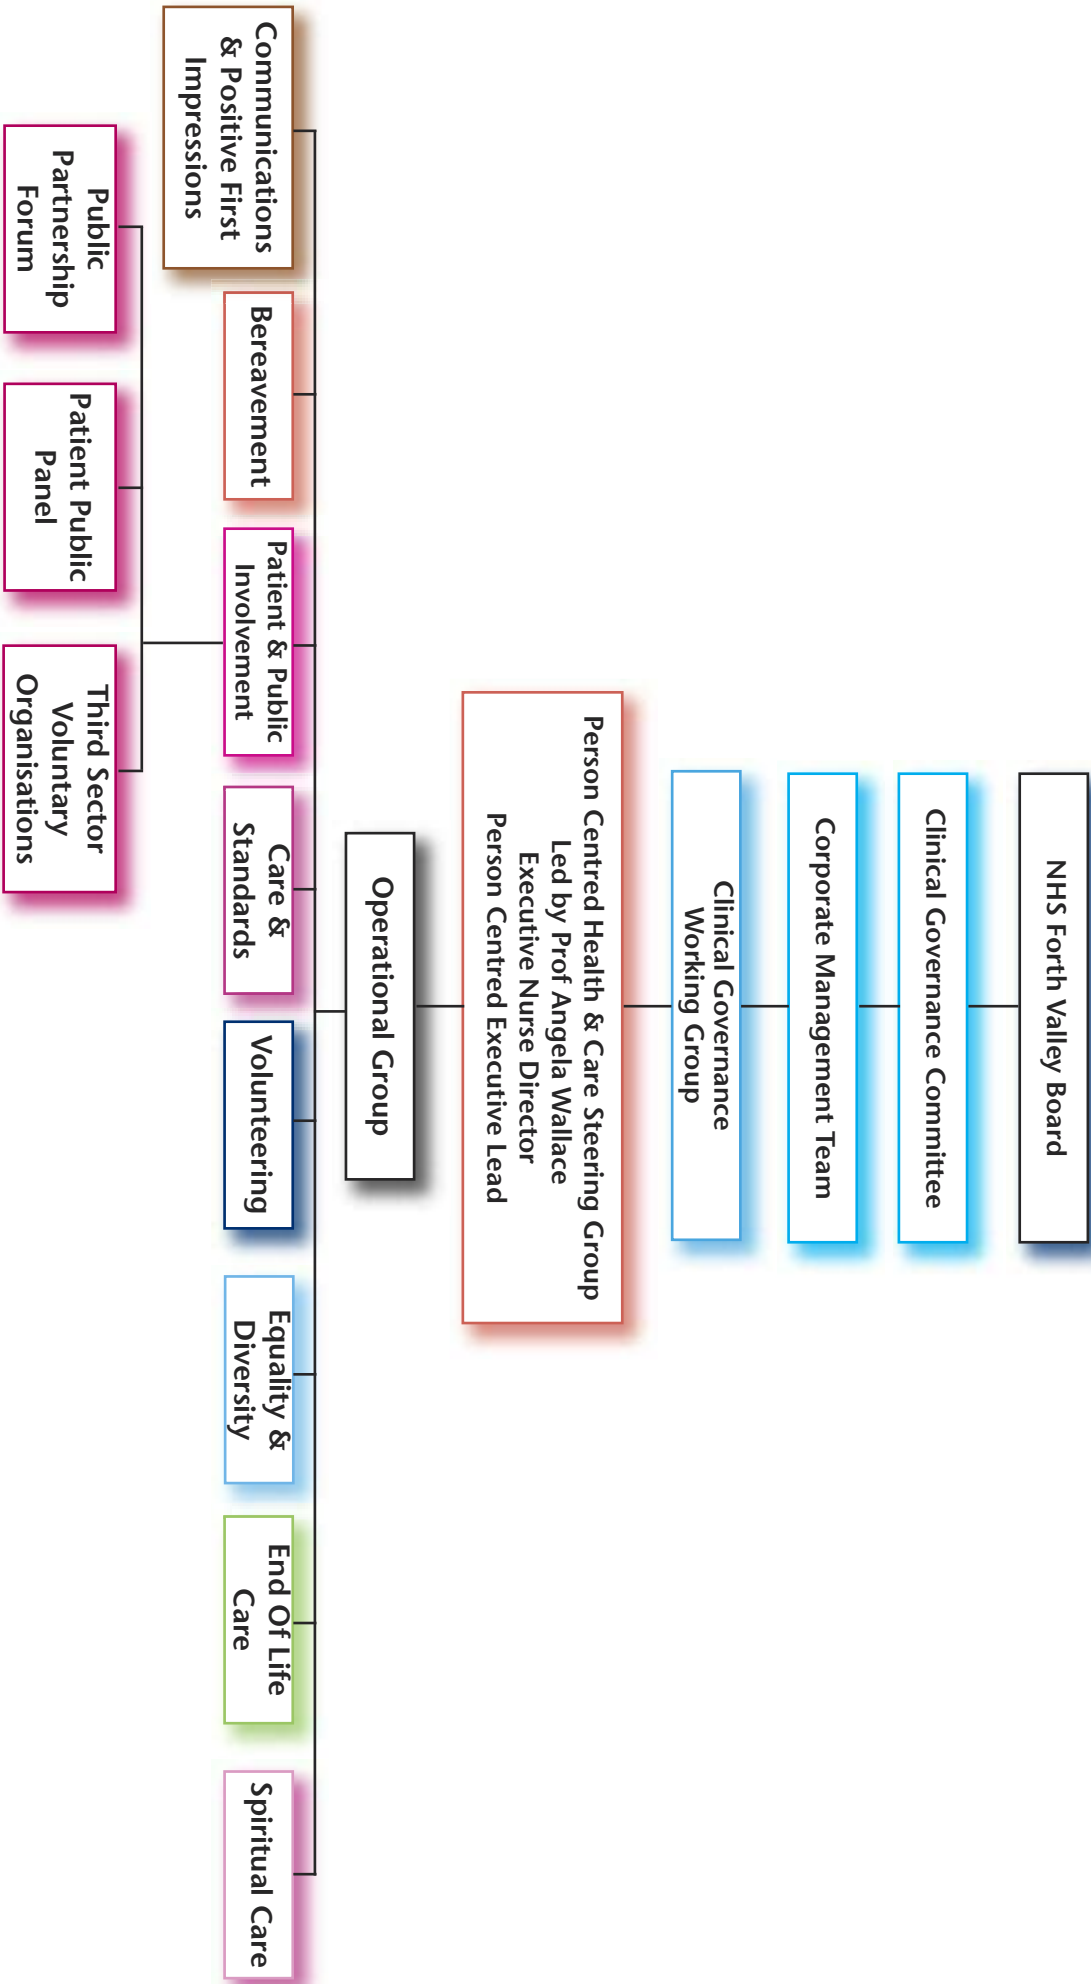 NHS Forth Valley Board
Clinical Governance Committee
Corporate Management Team
Clinical Governance
Working Group
Person Centred Health & Care Steering Group
Led by Prof Angela Wallace
Executive Nurse Director
Person Centred Executive Lead
Operational Group
Communications
& Positive First
Impressions
Bereavement
Patient & Public
Involvement
Care &
Standards
Volunteering
Equality &
Diversity
End Of Life
Care
Spiritual Care
Public
Partnership
Forum
Patient Public
Panel
Third Sector
Voluntary
Organisations